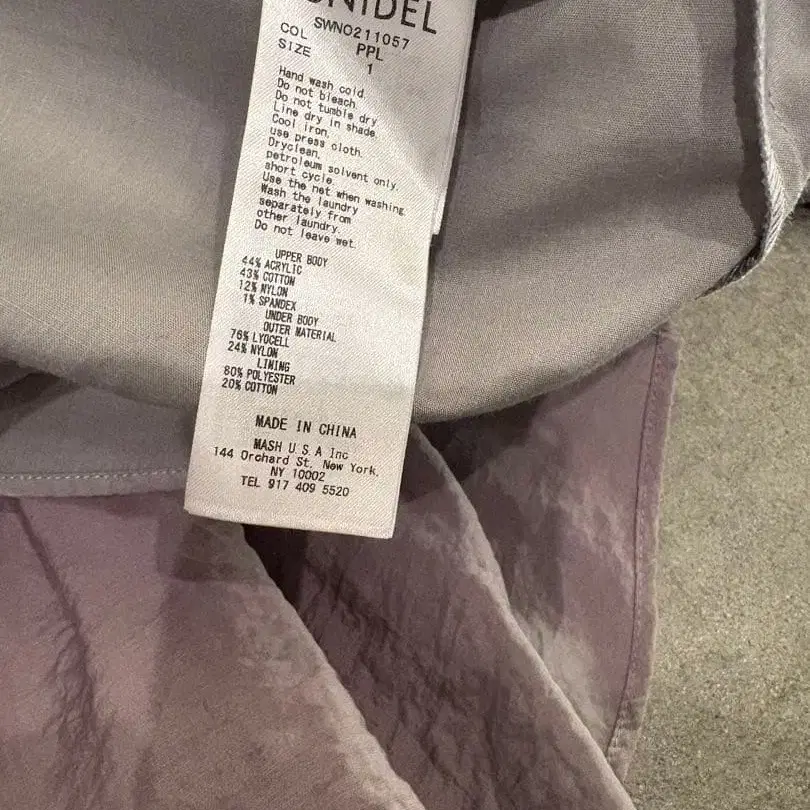 SNIDEL
SWNO211057
COL PPL
SIZE 1
Hand wash cold.
Do not bleach.
Do not tumble dry.
Line dry in shade.
Cool iron.
use press cloth.
Dryclean.
petroleum solvent only.
short cycle.
Use the net when washing.
Wash the laundry
separately from
other laundry.
Do not leave wet.
UPPER BODY
44% ACRYLIC
43% COTTON
12% NYLON
1% SPANDEX
UNDER BODY
OUTER MATERIAL
76% LYOCELL
24% NYLON
LINING
80% POLYESTER
20% COTTON
MADE IN CHINA
MASH U.S.A Inc
144 Orchard St. New York.
NY 10002
TEL 917 409 5520